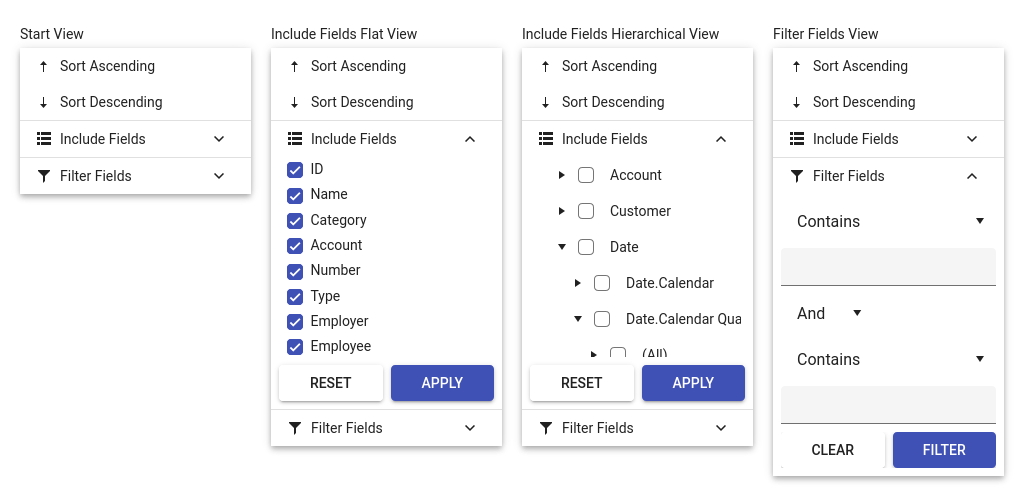 Start View
Sort Ascending
Sort Descending
Include Fields
Filter Fields
Include Fields Flat View
Sort Ascending
Sort Descending
Include Fields
ID
Name
Category
Account
Number
Type
Employer
Employee
RESET APPLY
Filter Fields
Include Fields Hierarchical View
Sort Ascending
Sort Descending
Include Fields
Account
Customer
Date
Date.Calendar
Date.Calendar Qua
(All)
RESET APPLY
Filter Fields
Filter Fields View
Sort Ascending
Sort Descending
Include Fields
Filter Fields
Contains
And
Contains
CLEAR FILTER